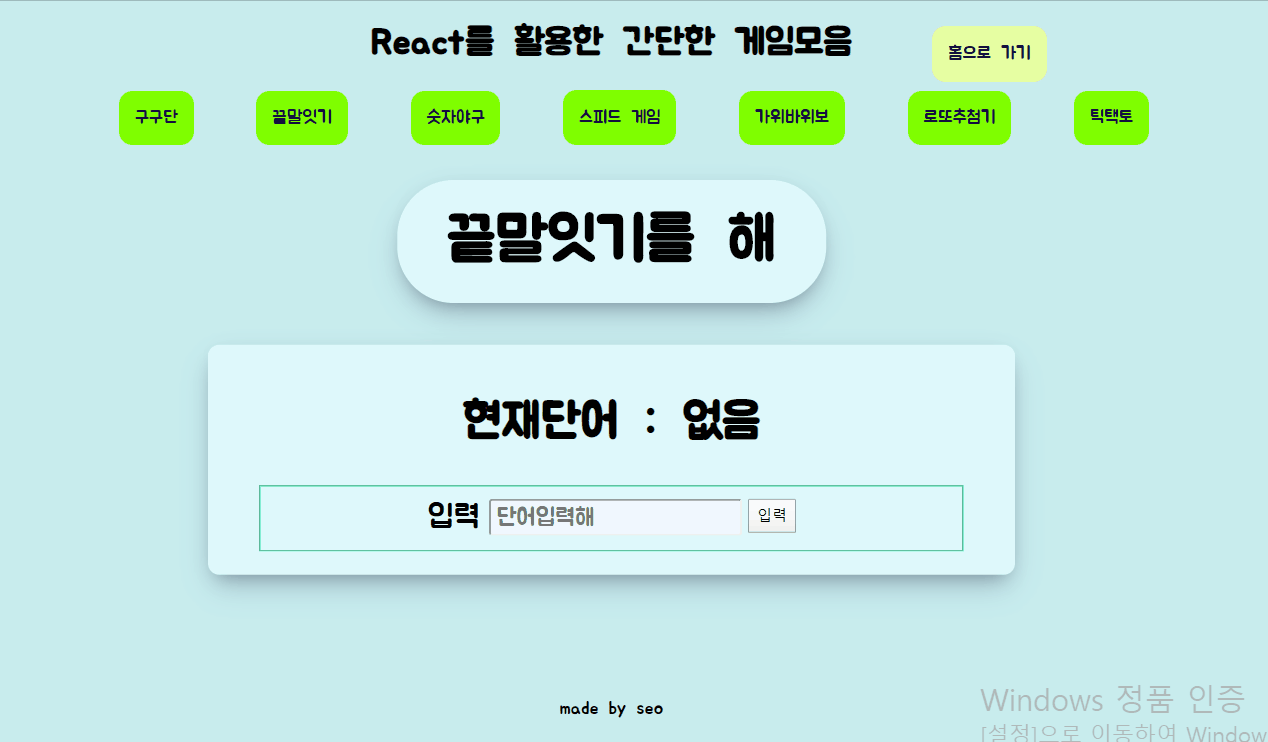 React를 활용한 간단한 게임모음
홈으로 가기
구구단 끝말잇기 숫자야구 스피드 게임 가위바위보 로또추첨기 틱택토
끝말잇기를 해
현재단어 : 없음
입력 단어입력해 입력
made by seo
Windows 정품 인증
[설정]으로 이동하여 Window